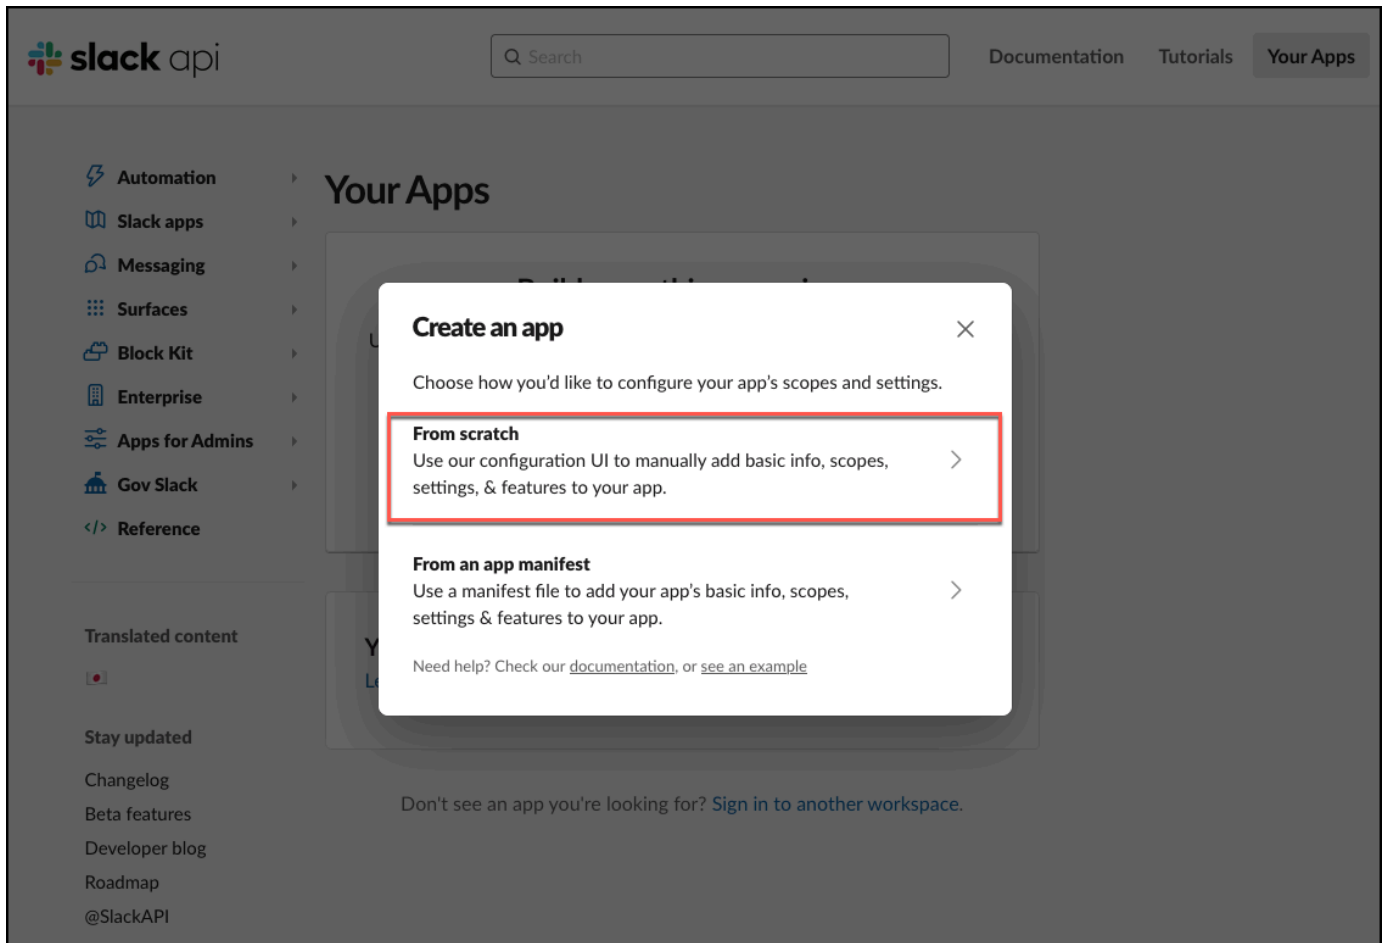 slack api
Search
Documentation
Tutorials
Your Apps
Automation
Slack apps
Messaging
Surfaces
Block Kit
Enterprise
Apps for Admins
Gov Slack
</> Reference
Translated content
Stay updated
Changelog
Beta features
Developer blog
Roadmap
@SlackAPI
Your Apps
Create an app
Choose how you'd like to configure your app's scopes and settings.
From scratch
Use our configuration UI to manually add basic info, scopes,
settings, & features to your app.
From an app manifest
Use a manifest file to add your app's basic info, scopes,
settings & features to your app.
Need help? Check our documentation, or see an example
Don't see an app you're looking for? Sign in to another workspace.